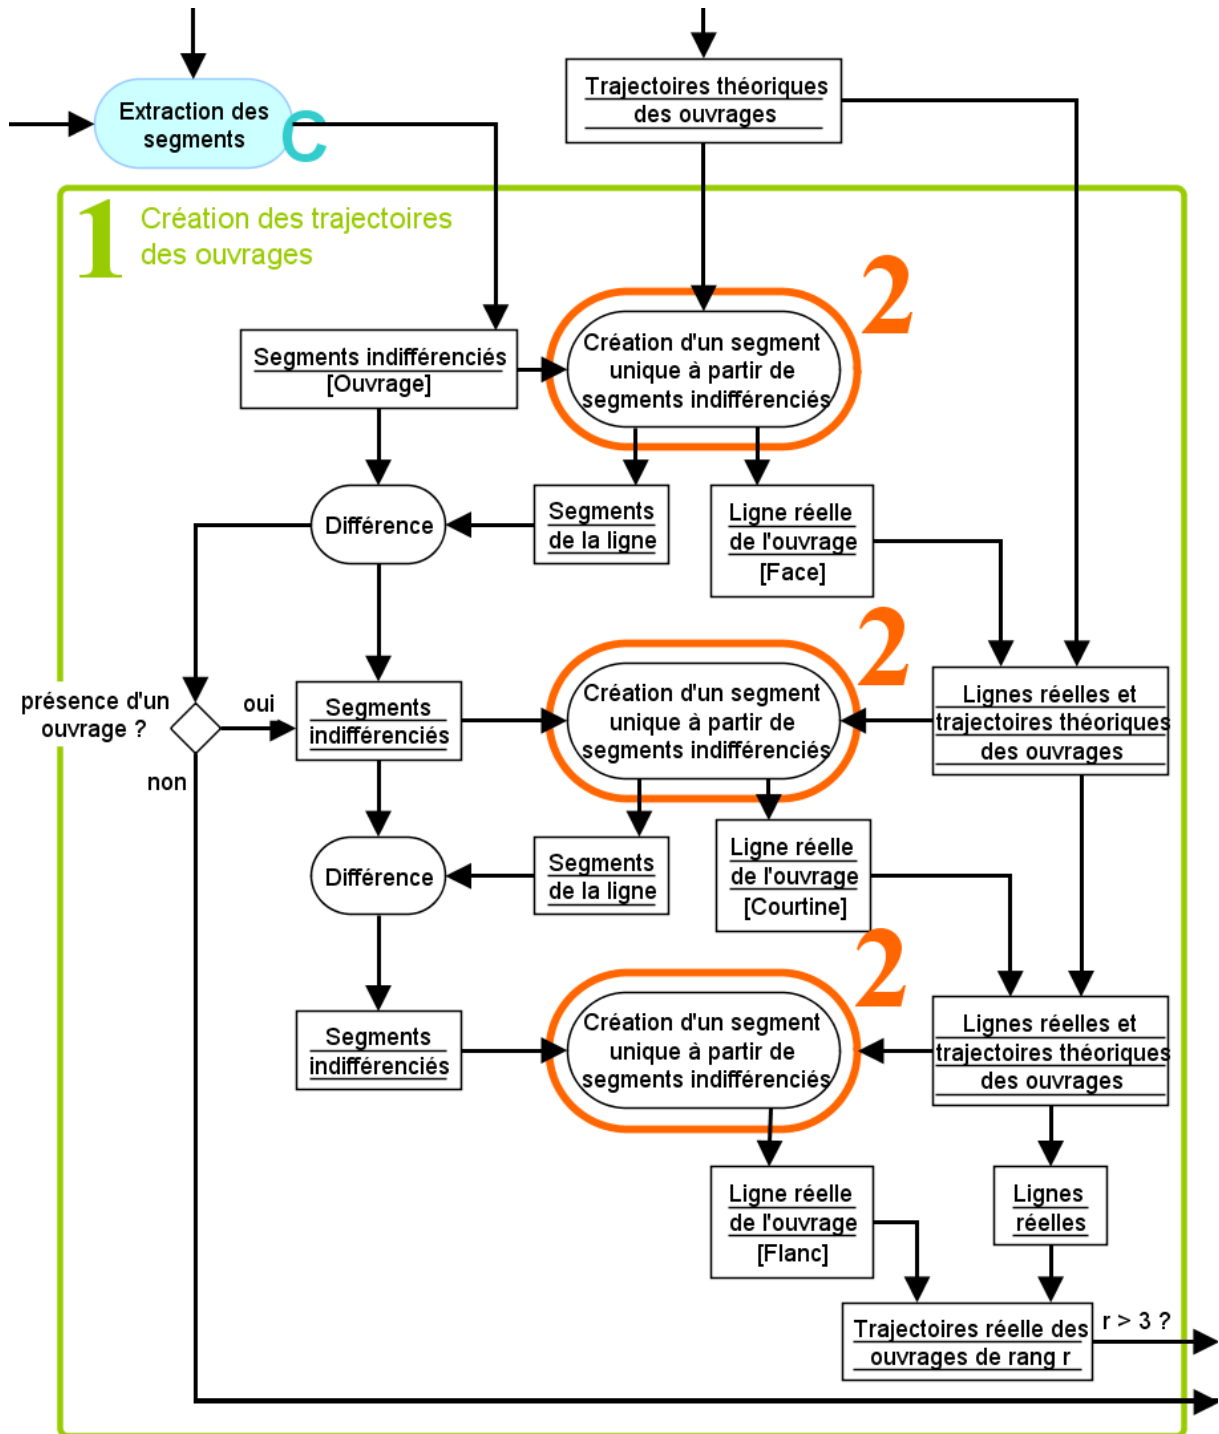 Extraction des
segments
C
Trajectoires théoriques
des ouvrages
1
Création des trajectoires
des ouvrages
2
Segments indifférenciés
[Ouvrage]
Création d'un segment
unique à partir de
segments indifférenciés
Différence
Segments
de la ligne
Ligne réelle
de l'ouvrage
[Face]
2
présence d'un
ouvrage ?
oui
non
Segments
indifférenciés
Création d'un segment
unique à partir de
segments indifférenciés
Lignes réelles et
trajectoires théoriques
des ouvrages
Différence
Segments
de la ligne
Ligne réelle
de l'ouvrage
[Courtine]
2
Segments
indifférenciés
Création d'un segment
unique à partir de
segments indifférenciés
Lignes réelles et
trajectoires théoriques
des ouvrages
Ligne réelle
de l'ouvrage
[Flanc]
Lignes
réelles
Trajectoires réelle des
ouvrages de rang r
r > 3 ?